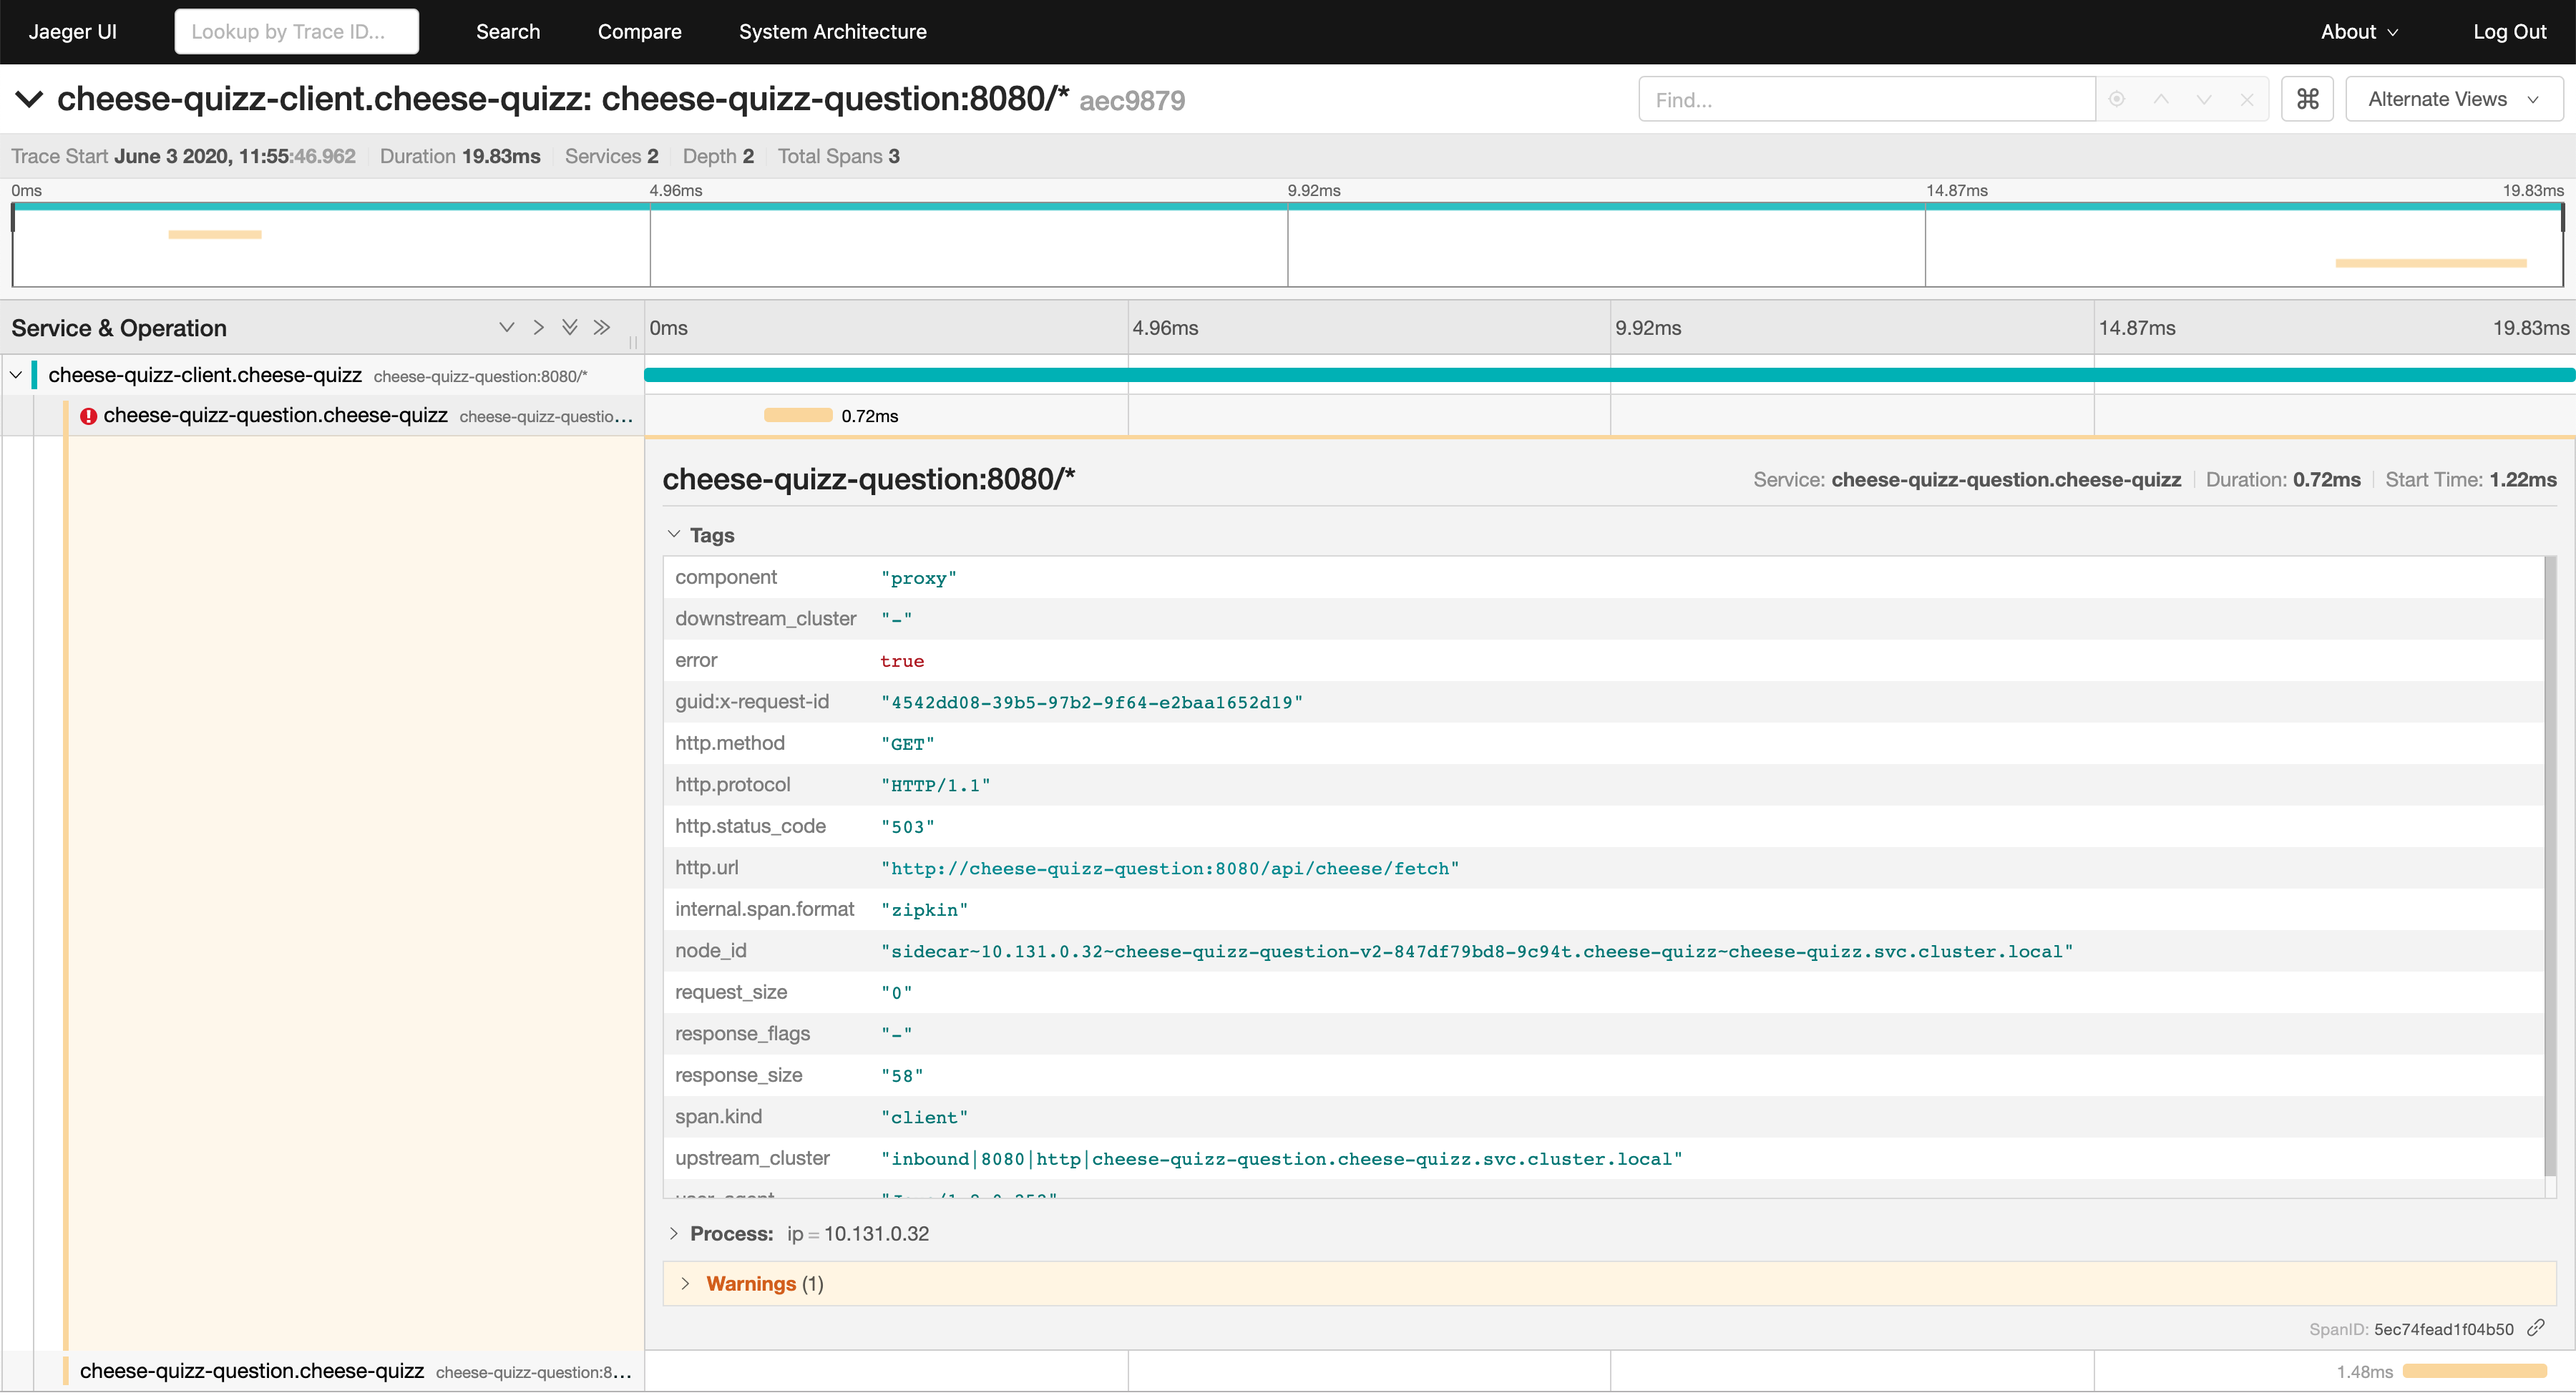 Jaeger UI Lookup by Trace ID... Search Compare System Architecture About Log Out
cheese-quizz-client.cheese-quizz: cheese-quizz-question:8080/* aec9879 Find... ⌘ Alternate Views
Trace Start June 3 2020, 11:55:46.962 Duration 19.83ms Services 2 Depth 2 Total Spans 3
0ms 4.96ms 9.92ms 14.87ms 19.83ms
Service & Operation 0ms 4.96ms 9.92ms 14.87ms 19.83ms
cheese-quizz-client.cheese-quizz cheese-quizz-question:8080/*
cheese-quizz-question.cheese-quizz cheese-quizz-questio... 0.72ms
cheese-quizz-question:8080/* Service: cheese-quizz-question.cheese-quizz Duration: 0.72ms Start Time: 1.22ms
Tags
component "proxy"
downstream_cluster "-"
error true
guid:x-request-id "4542dd08-39b5-97b2-9f64-e2baa1652d19"
http.method "GET"
http.protocol "HTTP/1.1"
http.status_code "503"
http.url "http://cheese-quizz-question:8080/api/cheese/fetch"
internal.span.format "zipkin"
node_id "sidecar~10.131.0.32~cheese-quizz-question-v2-847df79bd8-9c94t.cheese-quizz~cheese-quizz.svc.cluster.local"
request_size "0"
response_flags "-"
response_size "58"
span.kind "client"
upstream_cluster "inbound|8080|http|cheese-quizz-question.cheese-quizz.svc.cluster.local"
Process: ip = 10.131.0.32
Warnings (1)
SpanID: 5ec74fead1f04b50
cheese-quizz-question.cheese-quizz cheese-quizz-question:8... 1.48ms